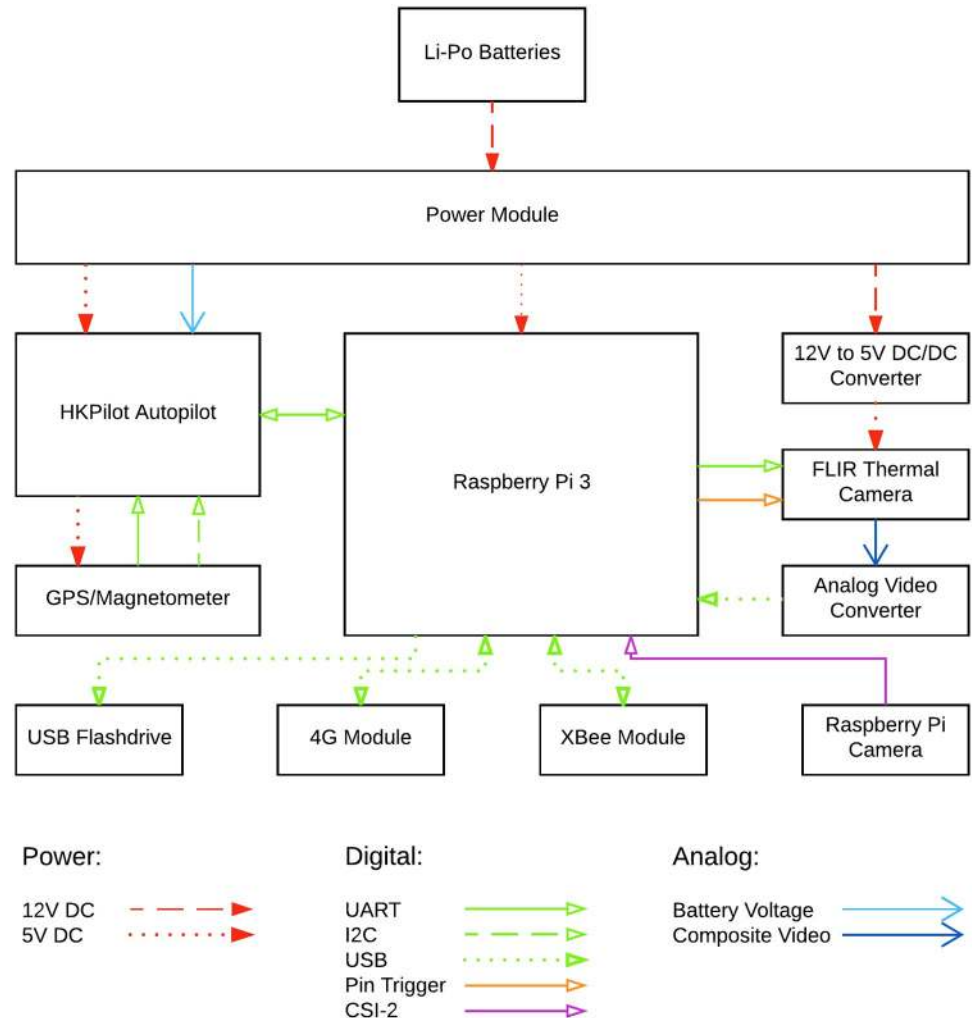 Li-Po Batteries
Power Module
HKPilot Autopilot
Raspberry Pi 3
12V to 5V DC/DC
Converter
FLIR Thermal
Camera
GPS/Magnetometer
Analog Video
Converter
USB Flashdrive
4G Module
XBee Module
Raspberry Pi
Camera
Power:
12V DC
5V DC
Digital:
UART
I2C
USB
Pin Trigger
CSI-2
Analog:
Battery Voltage
Composite Video